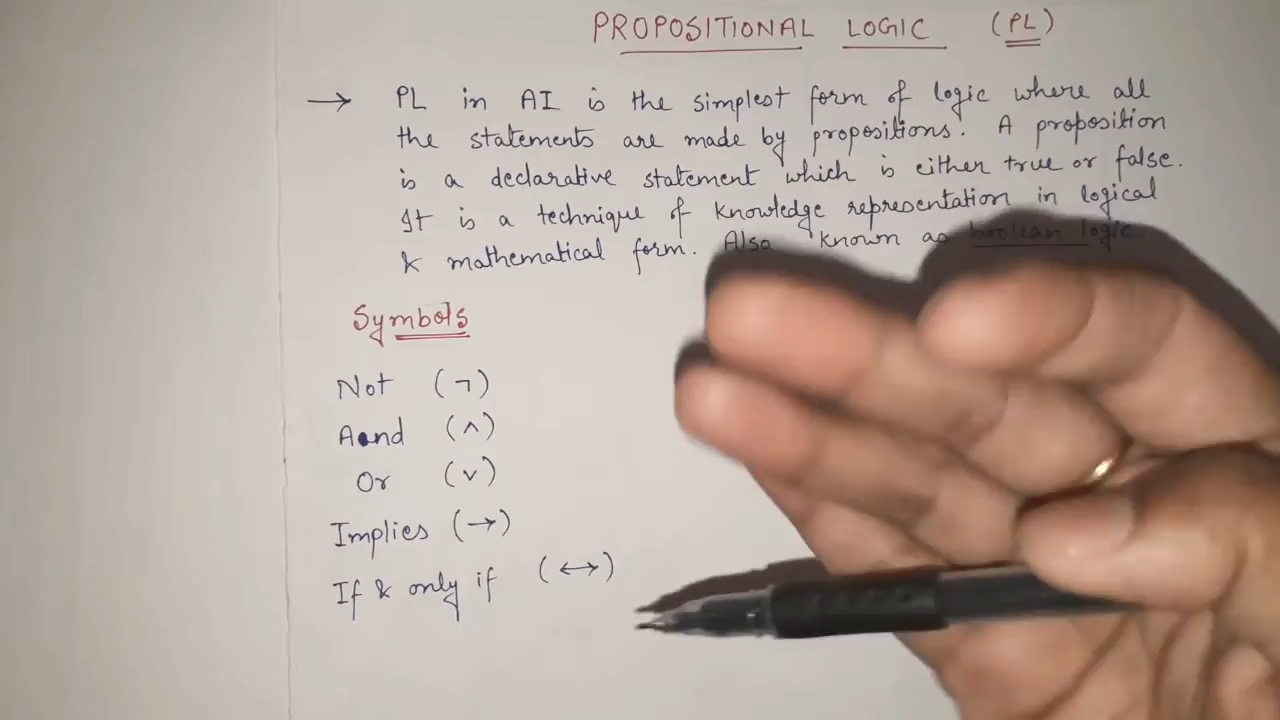 PROPOSITIONAL LOGIC (PL)
→ PL in AI is the simplest form of logic where all
the statements are made by propositions. A proposition
is a declarative statement which is either true or false.
It is a technique of knowledge representation in logical
& mathematical form. Also known as boolean logic.
Symbols
Not (¬)
And (∧)
Or (∨)
Implies (→)
If & only if (↔)